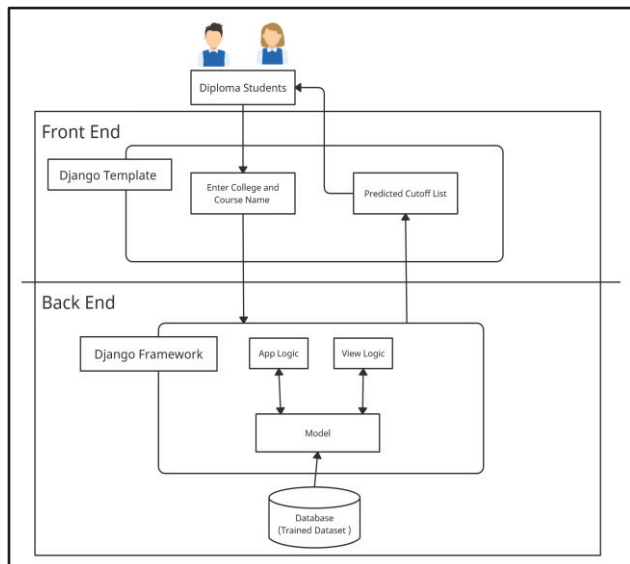 Diploma Students
Front End
Django Template
Enter College and
Course Name
Predicted Cutoff List
Back End
Django Framework
App Logic
View Logic
Model
Database
(Trained Dataset )